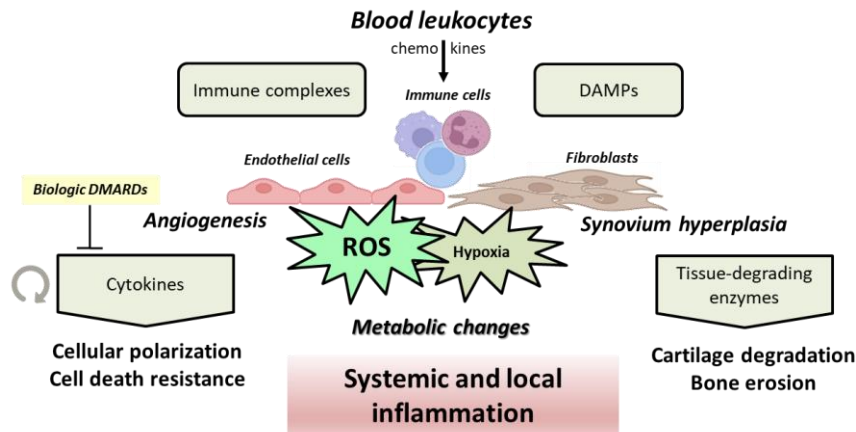 Blood leukocytes
chemo kines
Immune complexes
Immune cells
DAMPs
Endothelial cells
Fibroblasts
Biologic DMARDs
Angiogenesis
Synovium hyperplasia
ROS
Hypoxia
Cytokines
Tissue-degrading
enzymes
Metabolic changes
Cellular polarization
Cell death resistance
Cartilage degradation
Bone erosion
Systemic and local
inflammation